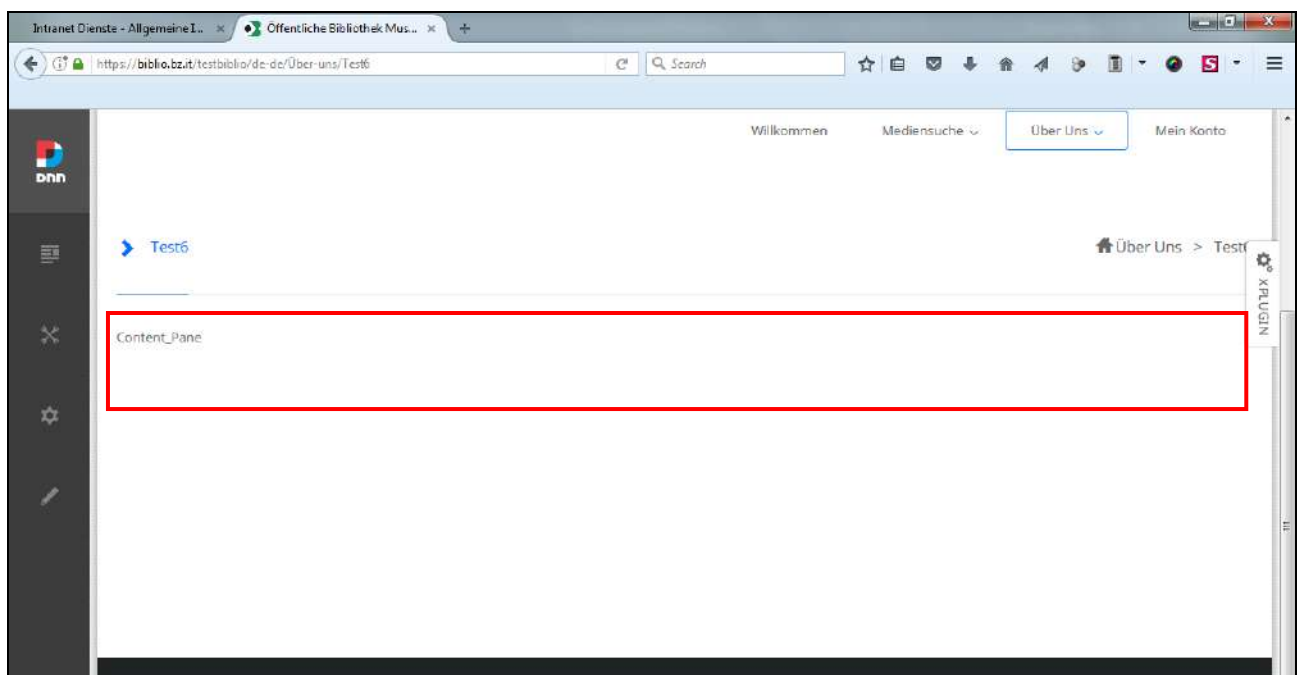 Intranet Dienste - Allgemeine I...
Öffentliche Bibliothek Mus...
https://biblio.bz.it/testbiblio/de-de/Über-uns/Test6
Search
S
Willkommen
Mediensuche
Über Uns
Mein Konto
DNN
Test6
Über Uns > Test6
XPLUGIN
Content_Pane